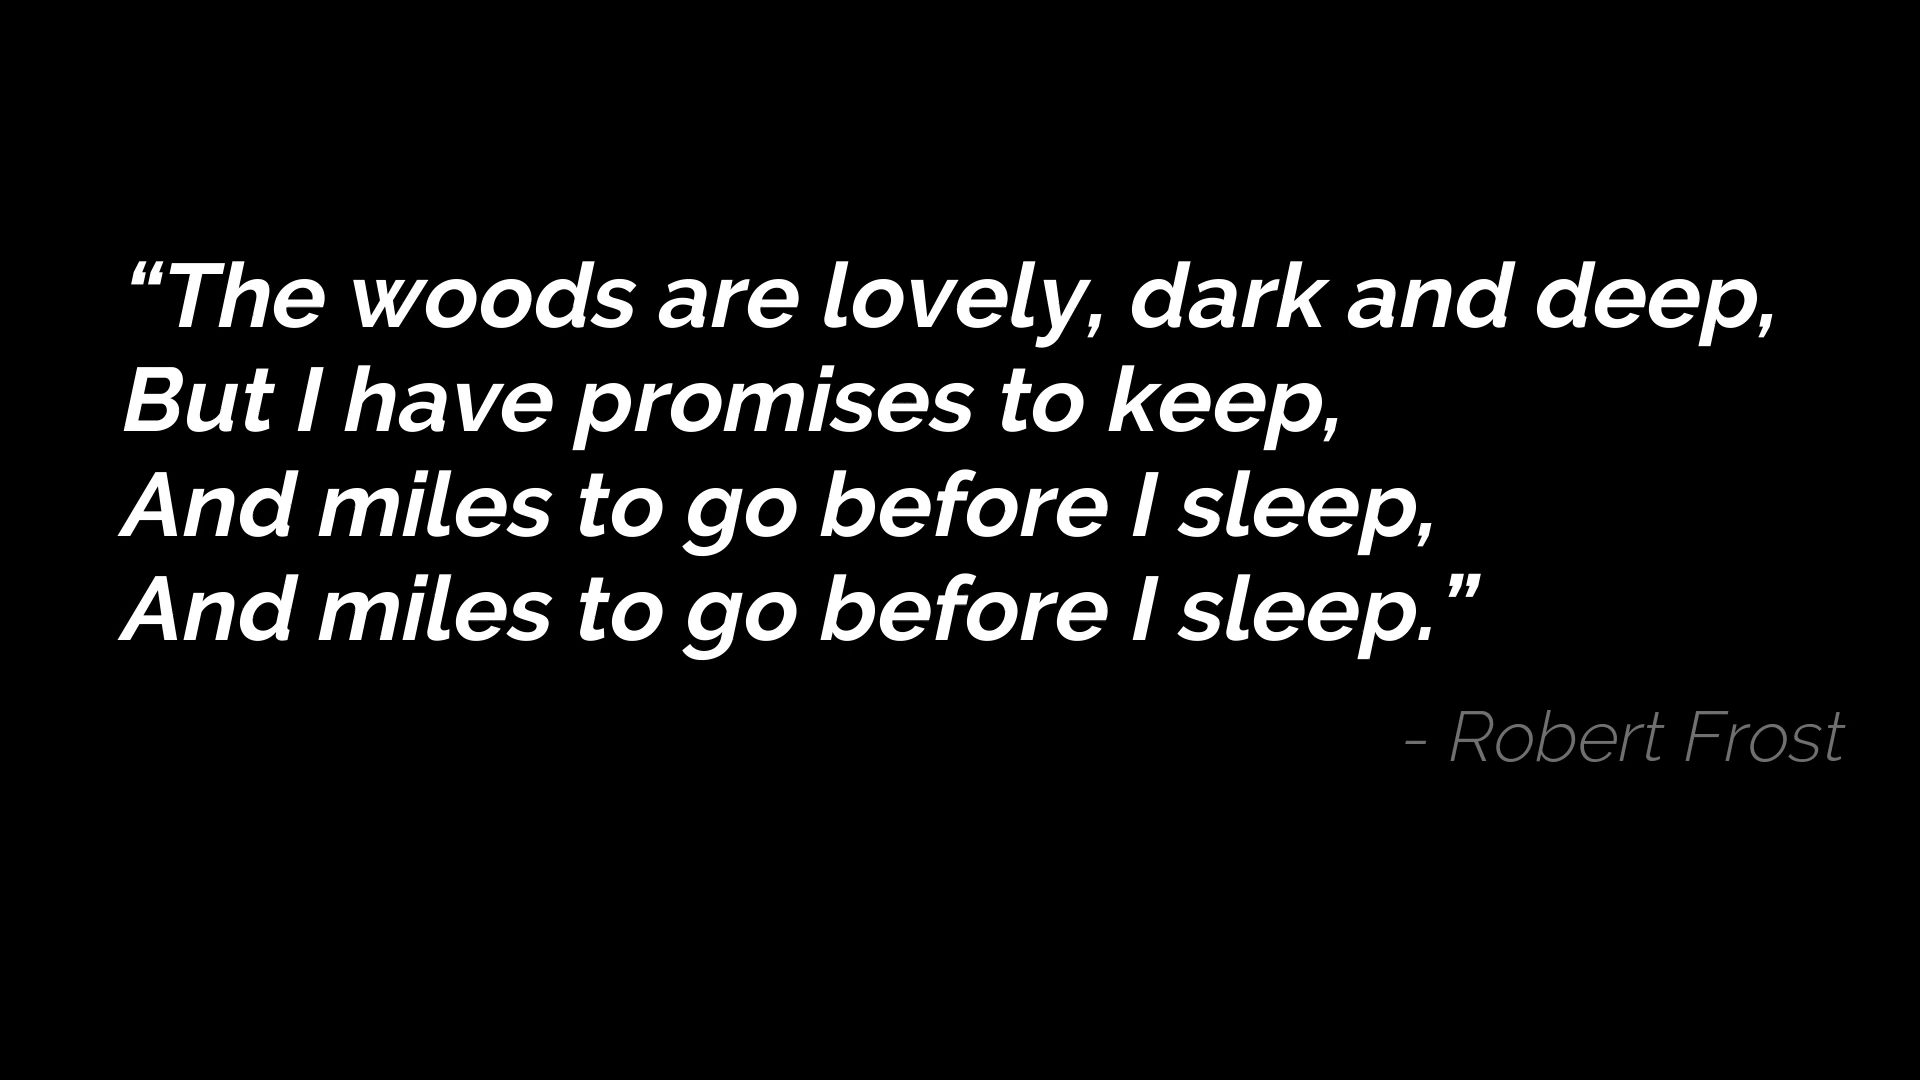 “The woods are lovely, dark and deep,
But I have promises to keep,
And miles to go before I sleep,
And miles to go before I sleep.”
- Robert Frost